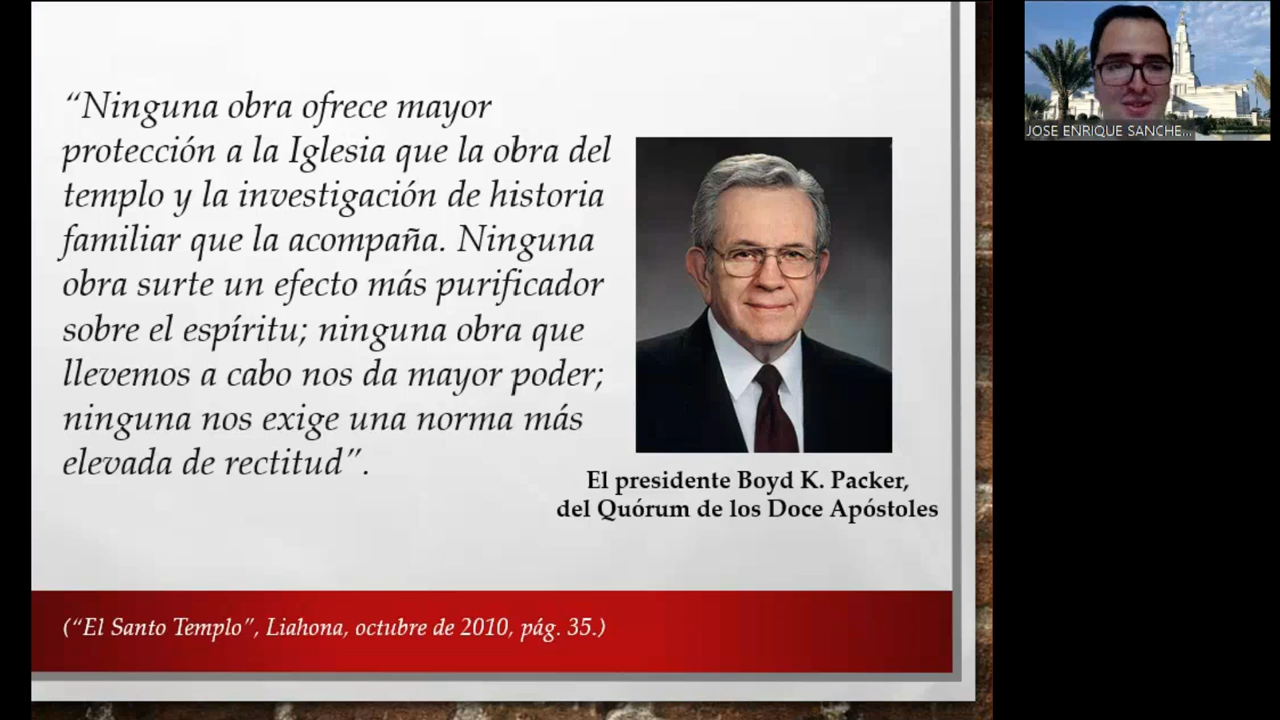 “Ninguna obra ofrece mayor
protección a la Iglesia que la obra del
templo y la investigación de historia
familiar que la acompaña. Ninguna
obra surte un efecto más purificador
sobre el espíritu; ninguna obra que
llevemos a cabo nos da mayor poder;
ninguna nos exige una norma más
elevada de rectitud”.
El presidente Boyd K. Packer,
del Quórum de los Doce Apóstoles
(“El Santo Templo”, Liahona, octubre de 2010, pág. 35.)
JOSE ENRIQUE SANCHE...